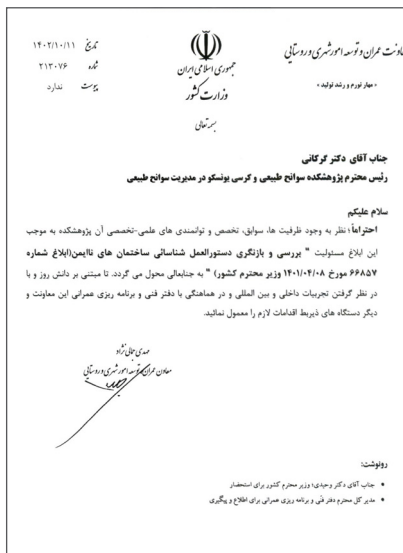 جمهوری اسلامی ایران
وزارت کشور
معاونت عمران و توسعه امور شهری و روستایی
«مهار تورم و رشد تولید»
تاریخ ۱۴۰۲/۱۰/۱۱
شماره ۲۱۳۰۷۶
پیوست ندارد
بسمه تعالی
جناب آقای دکتر گرکانی
رئیس محترم پژوهشکده سوانح طبیعی و کرسی یونسکو در مدیریت سوانح طبیعی
سلام علیکم
احتراماً؛ نظر به وجود ظرفیت ها، سوابق، تخصص و توانمندی های علمی-تخصصی آن پژوهشکده به موجب
این ابلاغ مسئولیت " بررسی و بازنگری دستورالعمل شناسائی ساختمان های ناایمن(ابلاغ شماره
۶۶۸۵۷ مورخ ۱۴۰۱/۰۴/۰۸ وزیر محترم کشور) " به جنابعالی محول می گردد. تا مبتنی بر دانش روز و با
در نظر گرفتن تجربیات داخلی و بین المللی و در هماهنگی با دفتر فنی و برنامه ریزی عمرانی این معاونت و
دیگر دستگاه های ذیربط اقدامات لازم را معمول نمائید.
مهدی جمالی نژاد
معاون عمران و توسعه امور شهری و روستایی
رونوشت:
• جناب آقای دکتر وحیدی؛ وزیر محترم کشور برای استحضار
• مدیر کل محترم دفتر فنی و برنامه ریزی عمرانی برای اطلاع و پیگیری